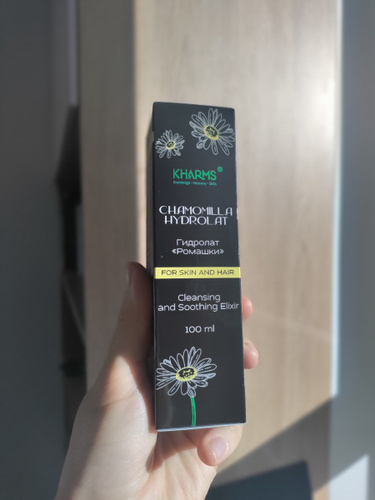 KHARMS
CHAMOMILLA
HYDROLAT
Гидролат
«Ромашки»
FOR SKIN AND HAIR
Cleansing
and Soothing Elixir
100 ml